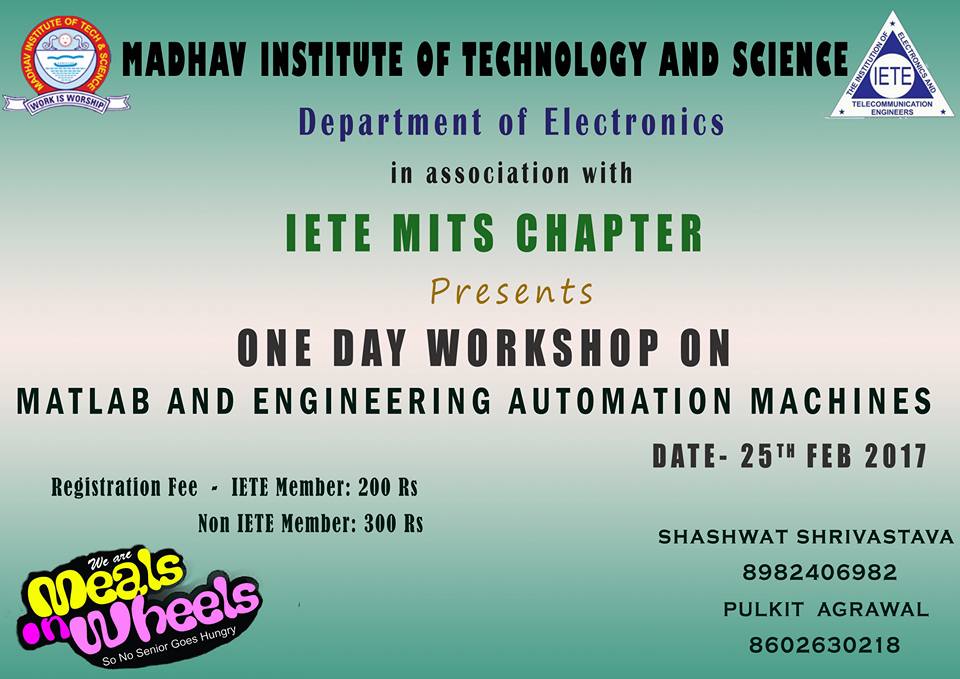 MADHAV INSTITUTE OF TECH & SCIENCE
WORK IS WORSHIP
MADHAV INSTITUTE OF TECHNOLOGY AND SCIENCE
THE INSTITUTION OF ELECTRONICS AND
IETE
TELECOMMUNICATION
ENGINEERS
Department of Electronics
in association with
IETE MITS CHAPTER
Presents
ONE DAY WORKSHOP ON
MATLAB AND ENGINEERING AUTOMATION MACHINES
DATE- 25TH FEB 2017
Registration Fee - IETE Member: 200 Rs
Non IETE Member: 300 Rs
We are
Meals
on Wheels
So No Senior Goes Hungry
SHASHWAT SHRIVASTAVA
8982406982
PULKIT AGRAWAL
8602630218